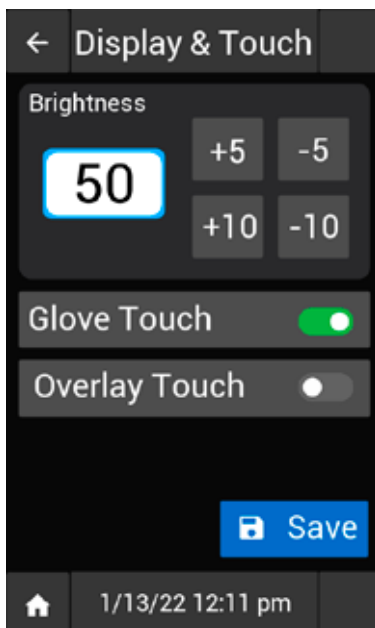 Display & Touch
Brightness
50
+5 -5
+10 -10
Glove Touch
Overlay Touch
Save
1/13/22 12:11 pm